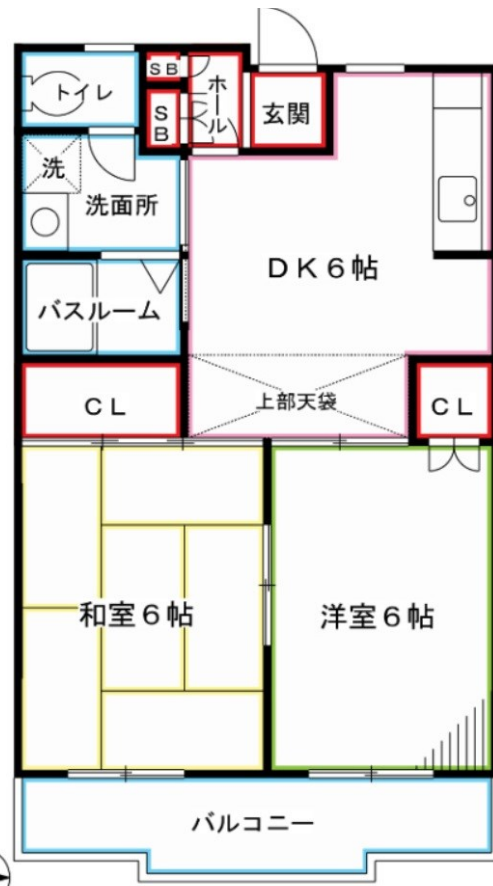 トイレ
ＳＢ
ＳＢ
ホール
玄関
洗
洗面所
ＤＫ６帖
バスルーム
ＣＬ
上部天袋
ＣＬ
和室６帖
洋室６帖
バルコニー